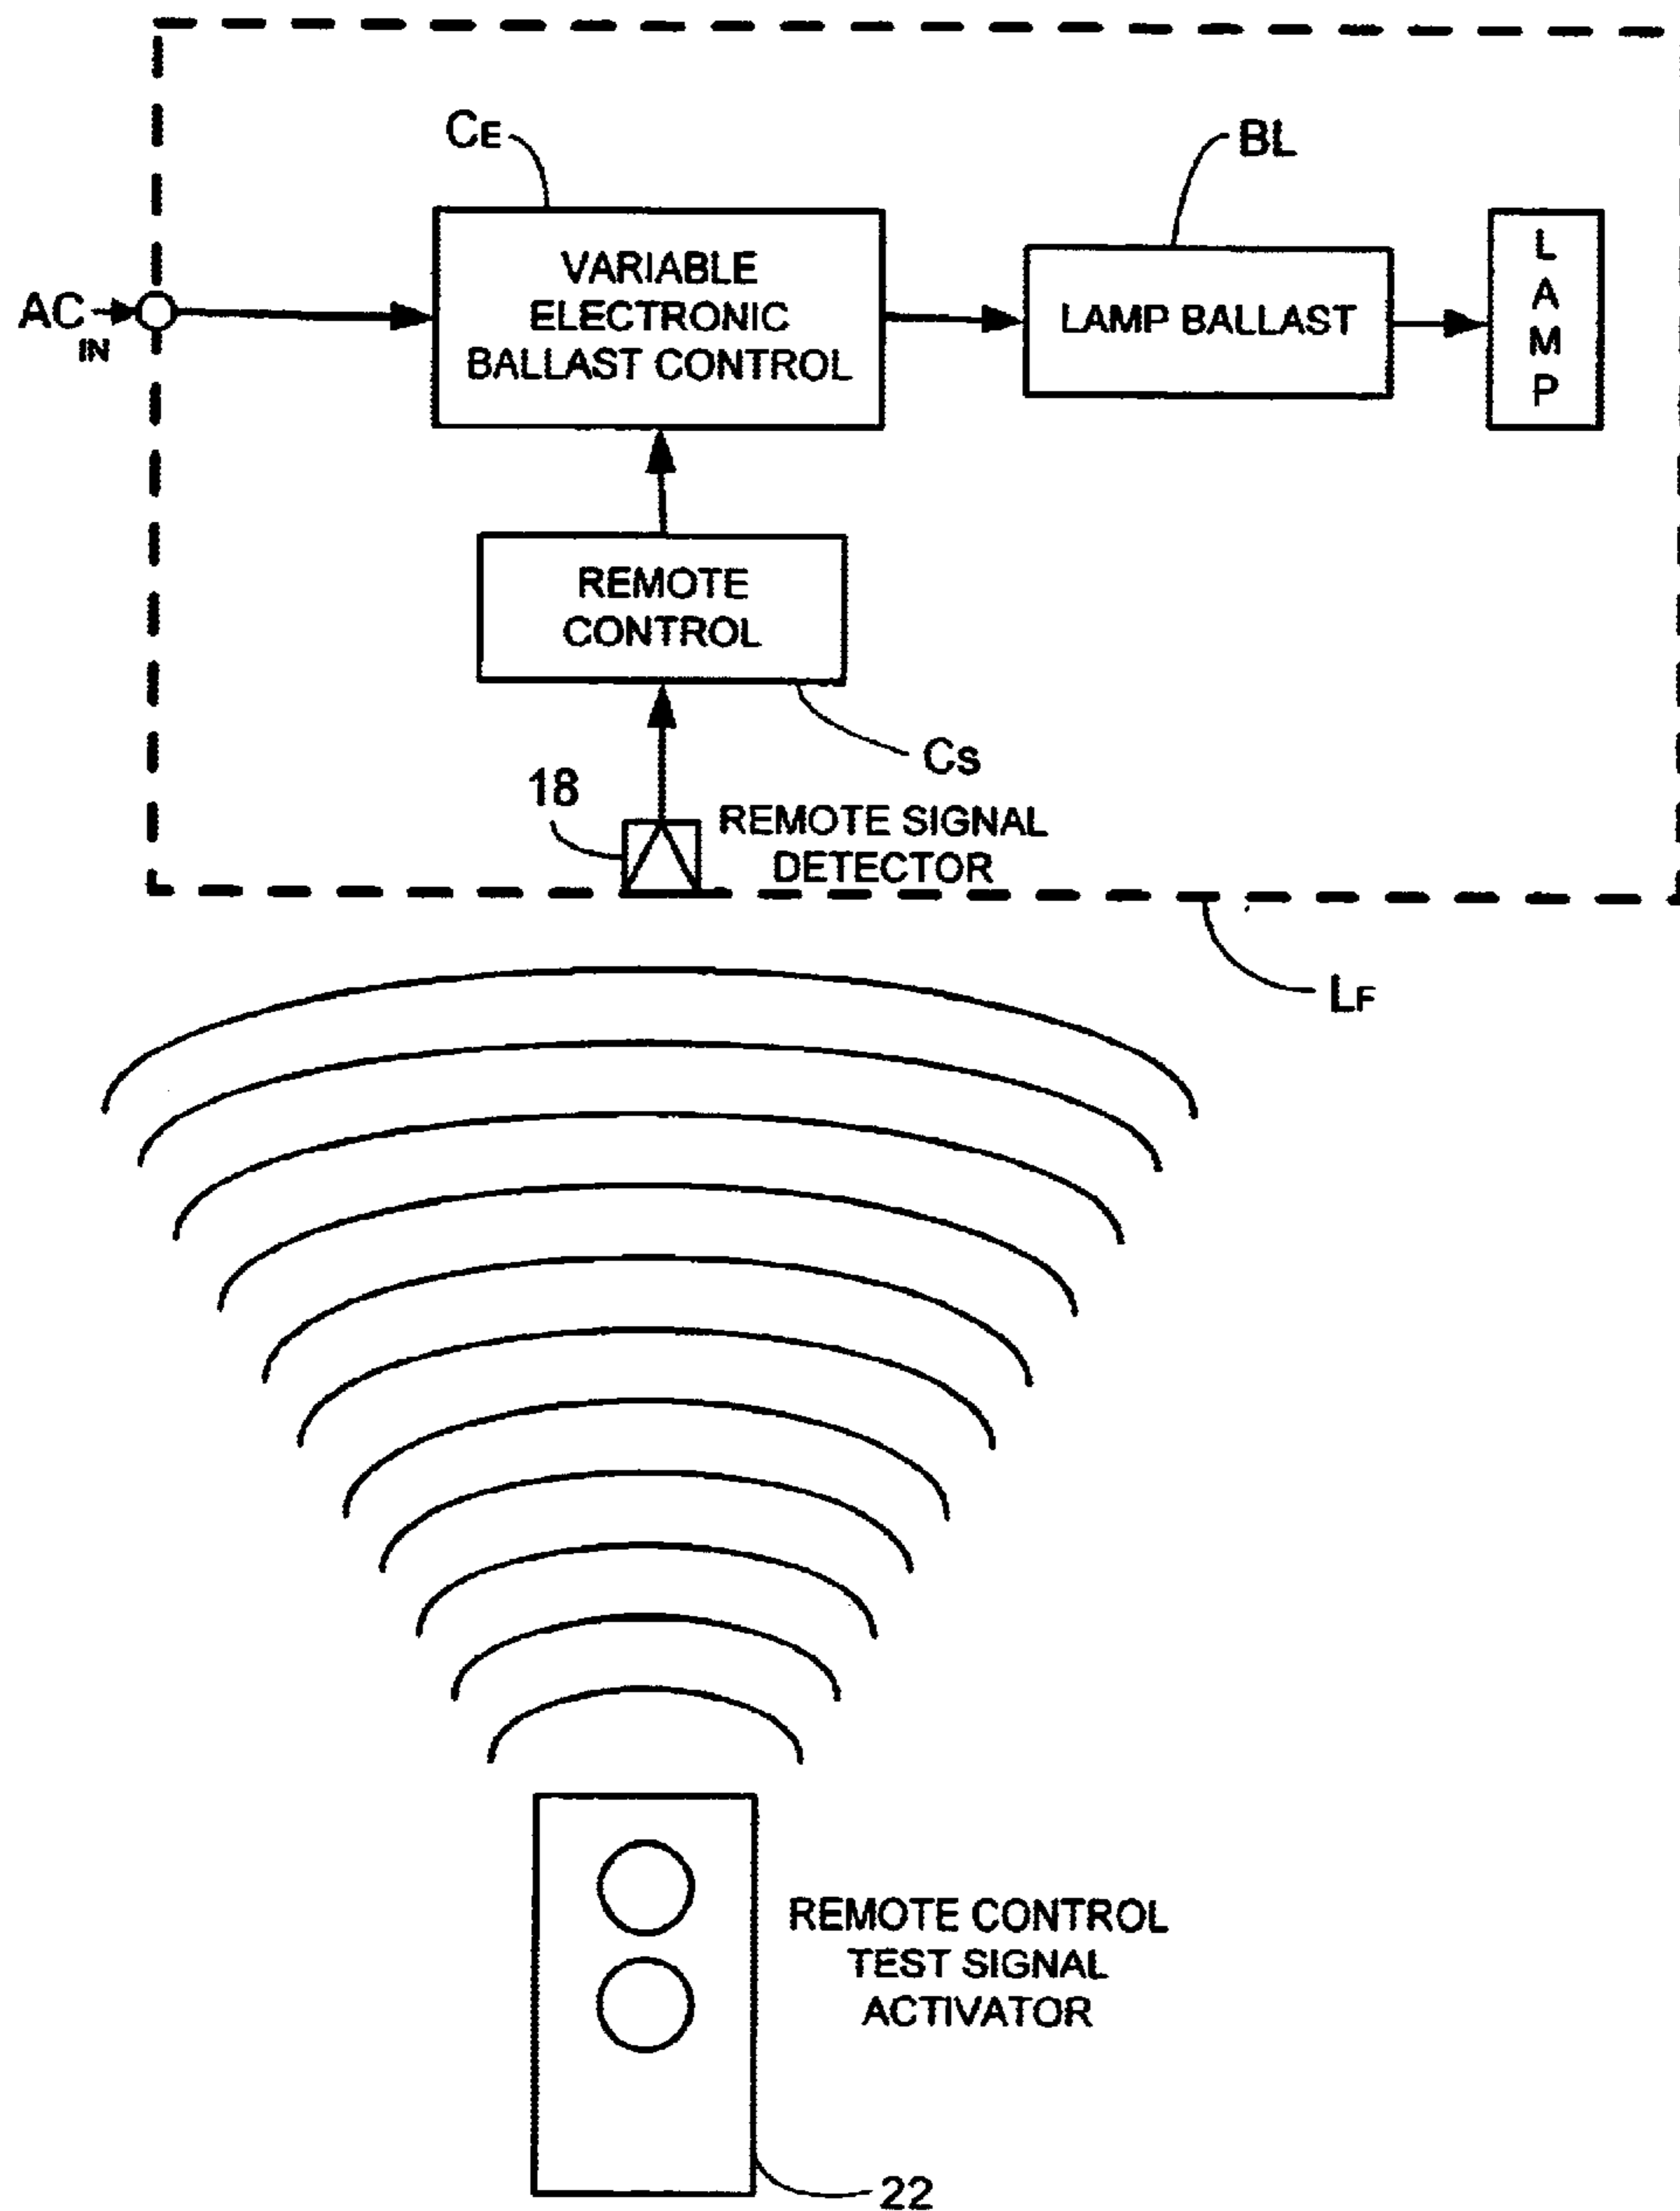 CE
BL
VARIABLE
ELECTRONIC
BALLAST CONTROL
LAMP BALLAST
LAMP
AC IN
REMOTE
CONTROL
CS
18
REMOTE SIGNAL
DETECTOR
LF
REMOTE CONTROL
TEST SIGNAL
ACTIVATOR
22